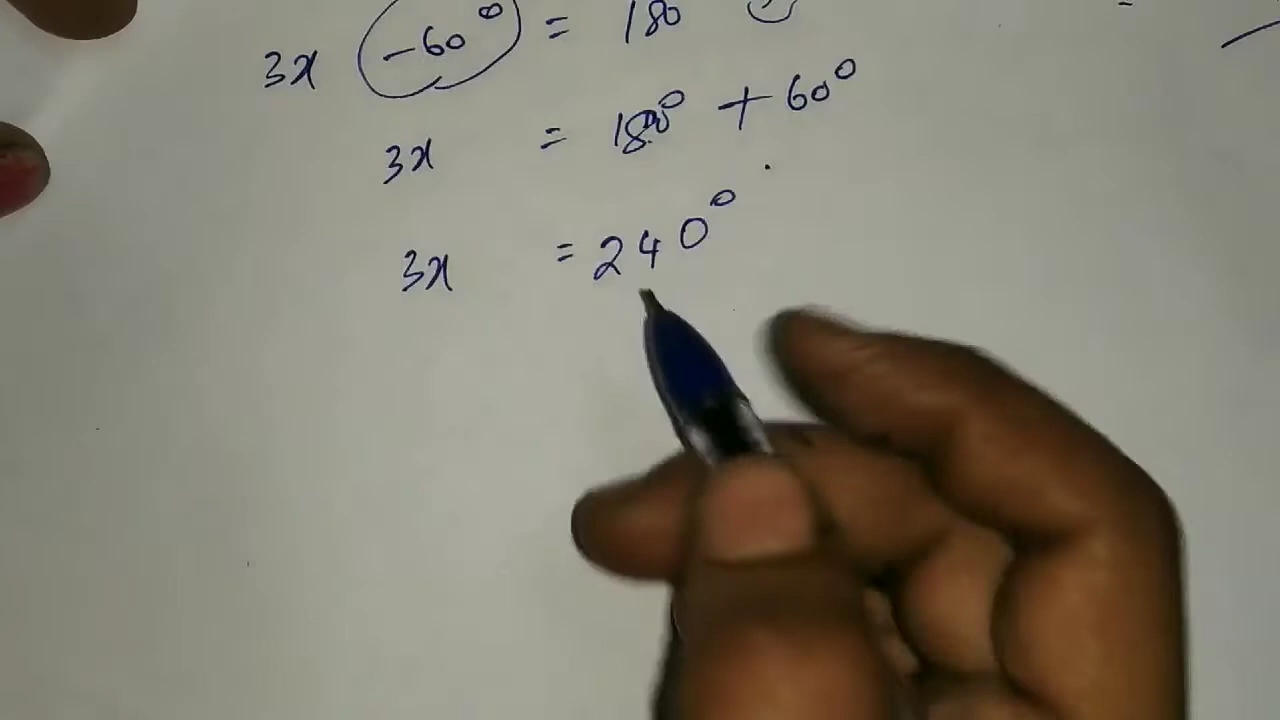 3x -60° = 180
3x = 180° + 60°
3x = 240°